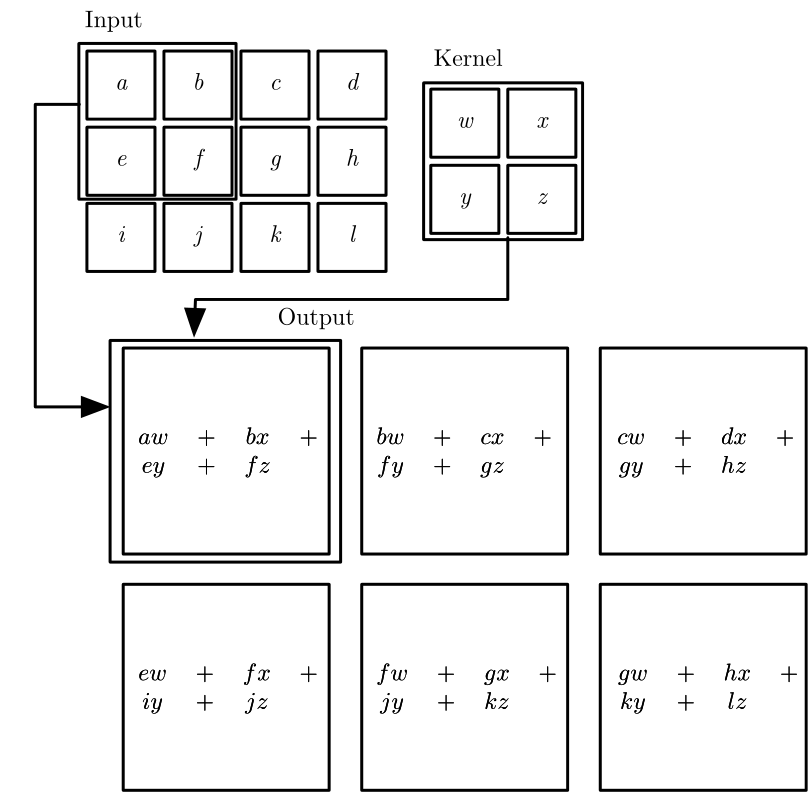 Input
Kernel
a b c d
e f g h
i j k l
w x
y z
Output
aw + bx +
ey + fz
bw + cx +
fy + gz
cw + dx +
gy + hz
ew + fx +
iy + jz
fw + gx +
jy + kz
gw + hx +
ky + lz